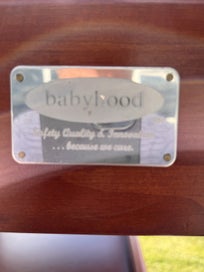 babyhood
Safety Quality & Innovation
...because we care.